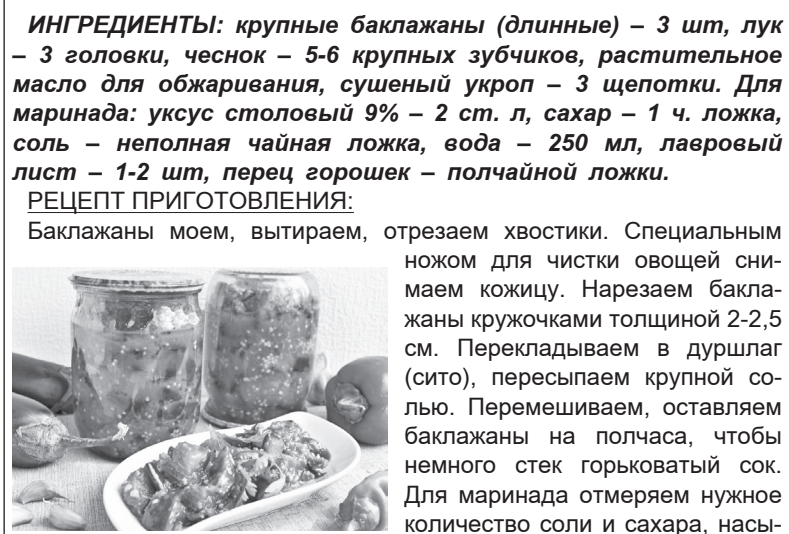 ИНГРЕДИЕНТЫ: крупные баклажаны (длинные) – 3 шт, лук
– 3 головки, чеснок – 5-6 крупных зубчиков, растительное
масло для обжаривания, сушеный укроп – 3 щепотки. Для
маринада: уксус столовый 9% – 2 ст. л, сахар – 1 ч. ложка,
соль – неполная чайная ложка, вода – 250 мл, лавровый
лист – 1-2 шт, перец горошек – полчайной ложки.
РЕЦЕПТ ПРИГОТОВЛЕНИЯ:
Баклажаны моем, вытираем, отрезаем хвостики. Специальным
ножом для чистки овощей сни-
маем кожицу. Нарезаем бакла-
жаны кружочками толщиной 2-2,5
см. Перекладываем в дуршлаг
(сито), пересыпаем крупной со-
лью. Перемешиваем, оставляем
баклажаны на полчаса, чтобы
немного стек горьковатый сок.
Для маринада отмеряем нужное
количество соли и сахара, насы-